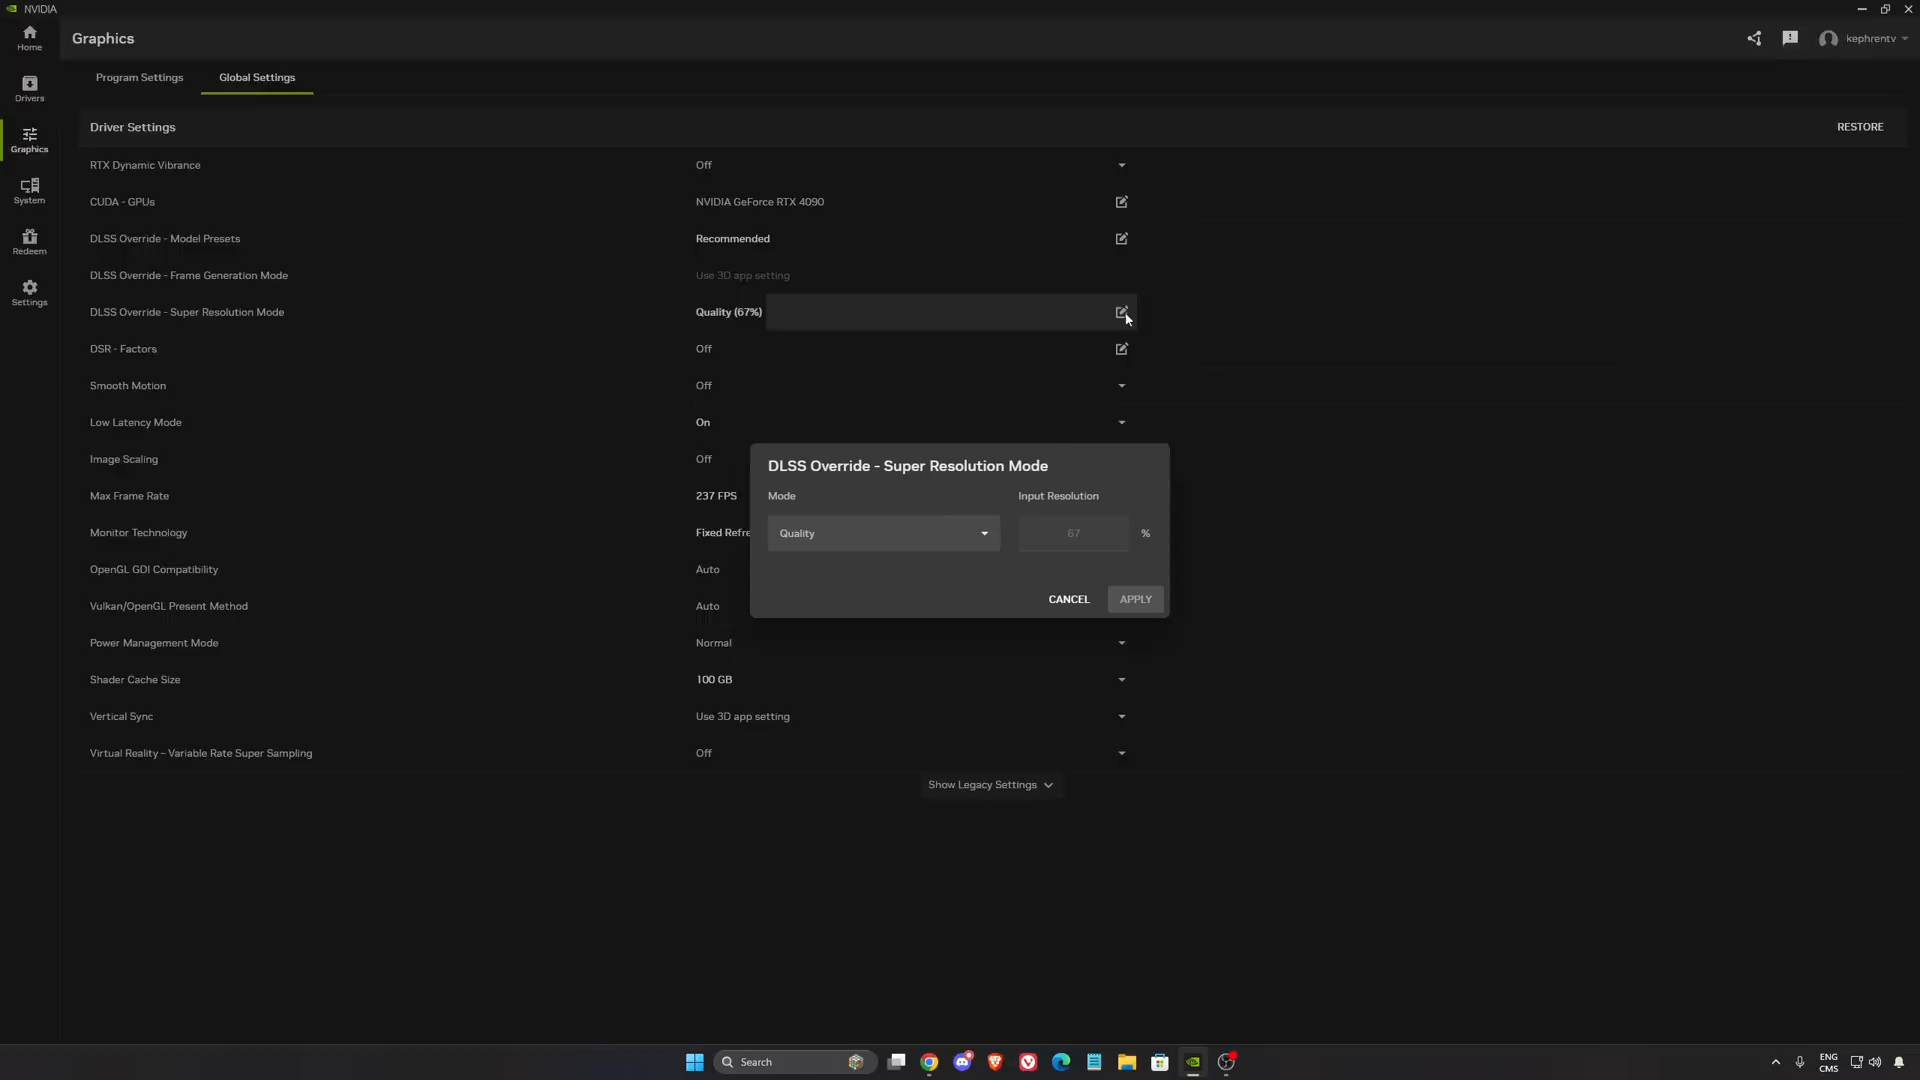 NVIDIA
Home
Graphics
kephrentv
Program Settings
Global Settings
Drivers
Driver Settings
RESTORE
Graphics
RTX Dynamic Vibrance
Off
System
CUDA - GPUs
NVIDIA GeForce RTX 4090
Redeem
DLSS Override - Model Presets
Recommended
DLSS Override - Frame Generation Mode
Use 3D app setting
Settings
DLSS Override - Super Resolution Mode
Quality (67%)
DSR - Factors
Off
Smooth Motion
Off
Low Latency Mode
On
Image Scaling
Off
Max Frame Rate
237 FPS
Monitor Technology
Fixed Refre
OpenGL GDI Compatibility
Auto
Vulkan/OpenGL Present Method
Auto
Power Management Mode
Normal
Shader Cache Size
100 GB
Vertical Sync
Use 3D app setting
Virtual Reality – Variable Rate Super Sampling
Off
Show Legacy Settings
DLSS Override - Super Resolution Mode
Mode
Input Resolution
Quality
67
%
CANCEL
APPLY
Search
ENG
CMS